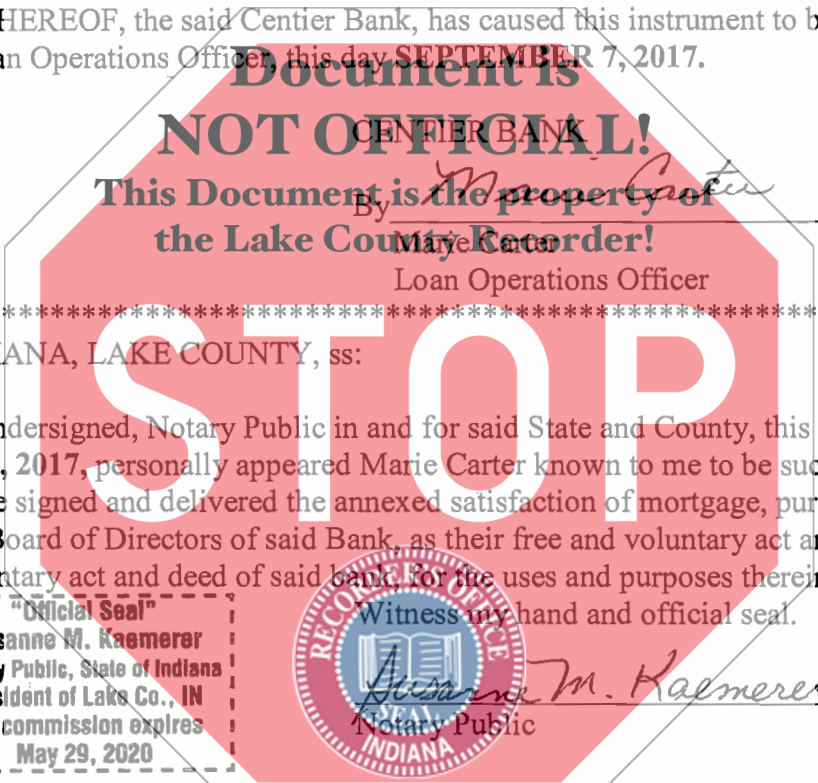 HEREOF, the said Centier Bank, has caused this instrument to b
an Operations Officer, this day SEPTEMBER 7, 2017.
Document is
NOT OFFICIAL!
This Document is the property of
the Lake County Recorder!
CENTIER BANK
By Marie Carter
Marie Carter
Loan Operations Officer
****************************************************************
ANA, LAKE COUNTY, ss:
STOP
ndersigned, Notary Public in and for said State and County, this
, 2017, personally appeared Marie Carter known to me to be suc
e signed and delivered the annexed satisfaction of mortgage, pur
Board of Directors of said Bank, as their free and voluntary act a
ntary act and deed of said bank, for the uses and purposes therei
Witness my hand and official seal.
"Official Seal"
sanne M. Kaemerer
y Public, State of Indiana
sident of Lake Co., IN
commission expires
May 29, 2020
RECORDER'S OFFICE
SEAL
INDIANA
Susanne M. Kaemerer
Notary Public